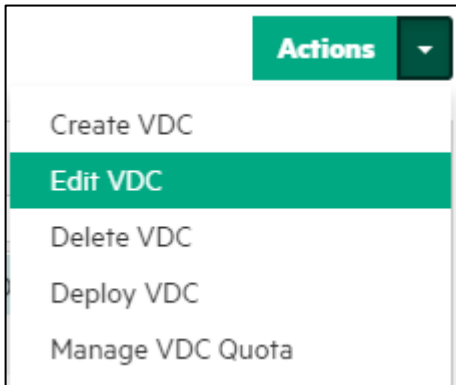 Actions
Create VDC
Edit VDC
Delete VDC
Deploy VDC
Manage VDC Quota